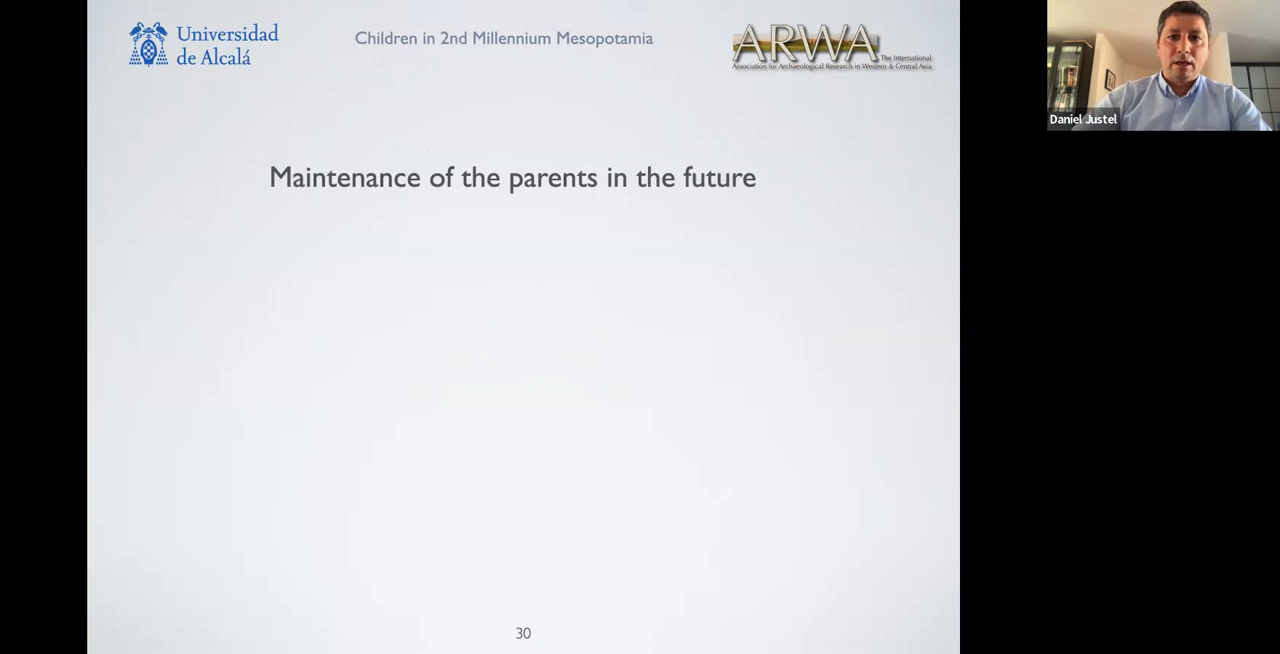 Universidad
de Alcalá
Children in 2nd Millennium Mesopotamia
ARWA
The International
Association for Archaeological Research in Western & Central Asia
Daniel Justel
Maintenance of the parents in the future
30